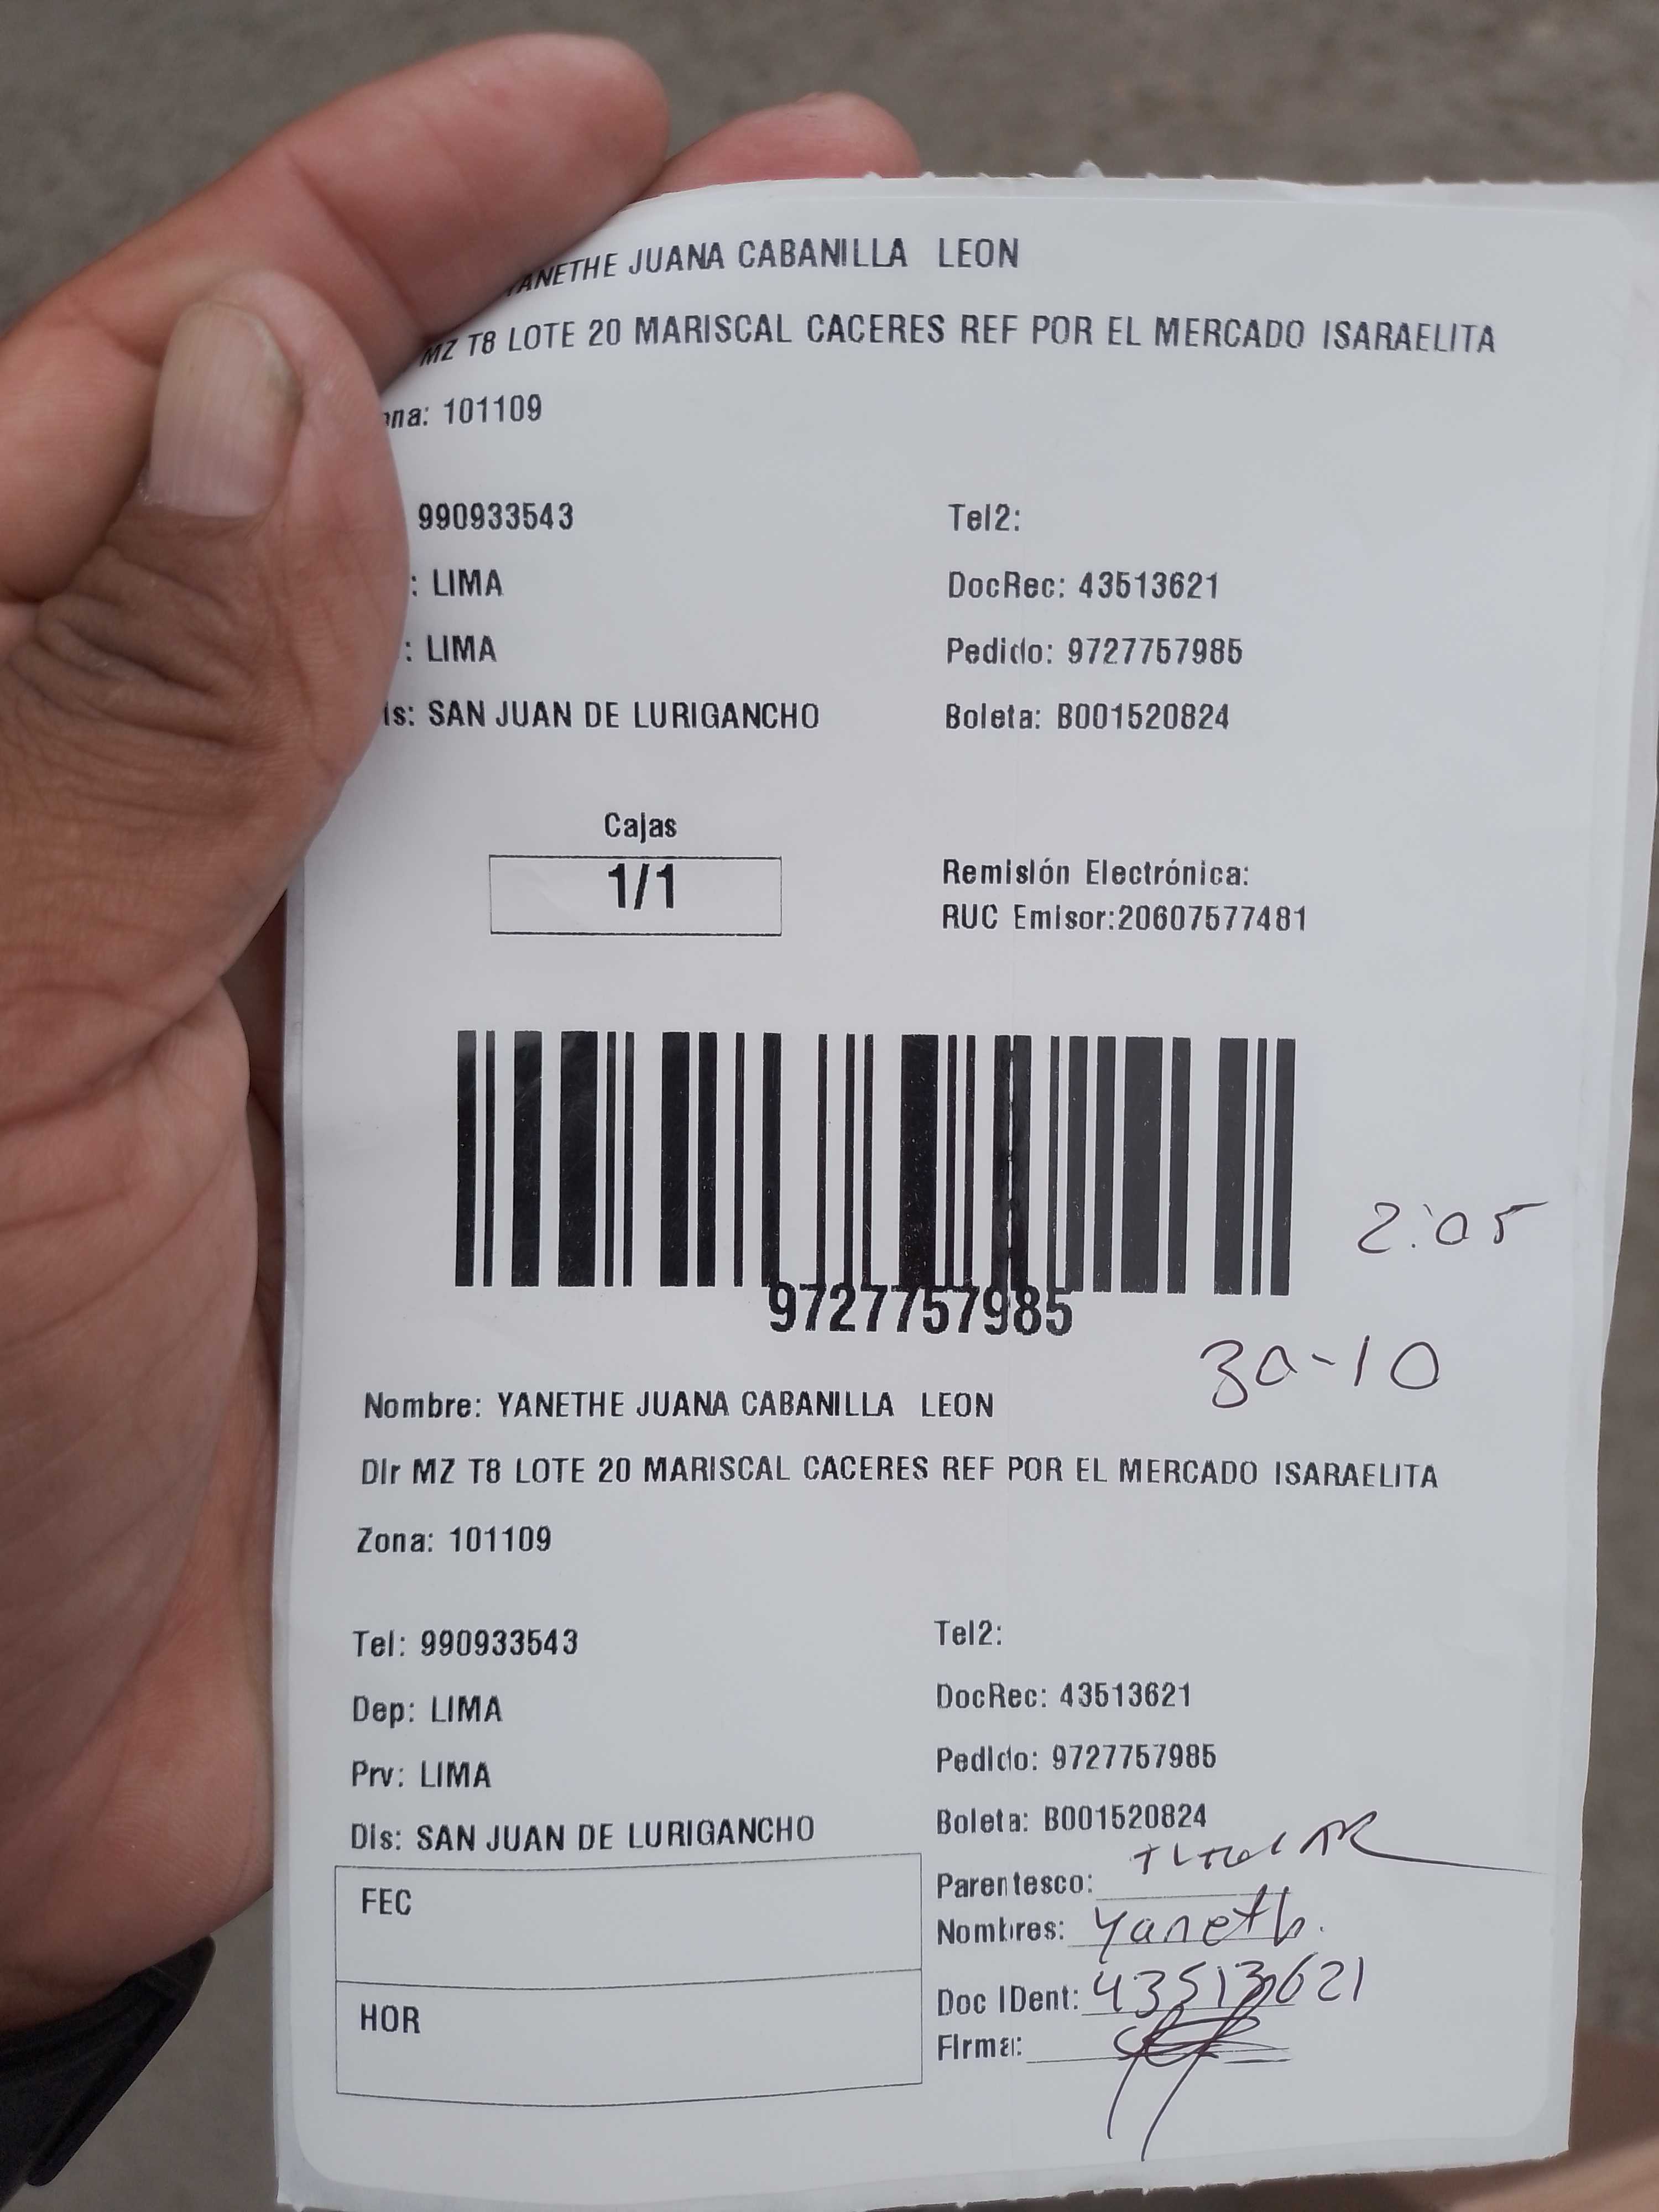 YANETHE JUANA CABANILLA LEON
MZ T8 LOTE 20 MARISCAL CACERES REF POR EL MERCADO ISARAELITA
ona: 101109
990933543 Tel2:
: LIMA DocRec: 43513621
: LIMA Pedido: 9727757985
Dis: SAN JUAN DE LURIGANCHO Boleta: B001520824
Cajas
1/1
Remisión Electrónica:
RUC Emisor:20607577481
9727757985
2:05
30-10
Nombre: YANETHE JUANA CABANILLA LEON
Dir MZ T8 LOTE 20 MARISCAL CACERES REF POR EL MERCADO ISARAELITA
Zona: 101109
Tel: 990933543 Tel2:
Dep: LIMA DocRec: 43513621
Prv: LIMA Pedido: 9727757985
Dis: SAN JUAN DE LURIGANCHO Boleta: B001520824
FEC
HOR
Parentesco: TITULAR
Nombres: Yaneth.
Doc IDent: 43513621
Firma: